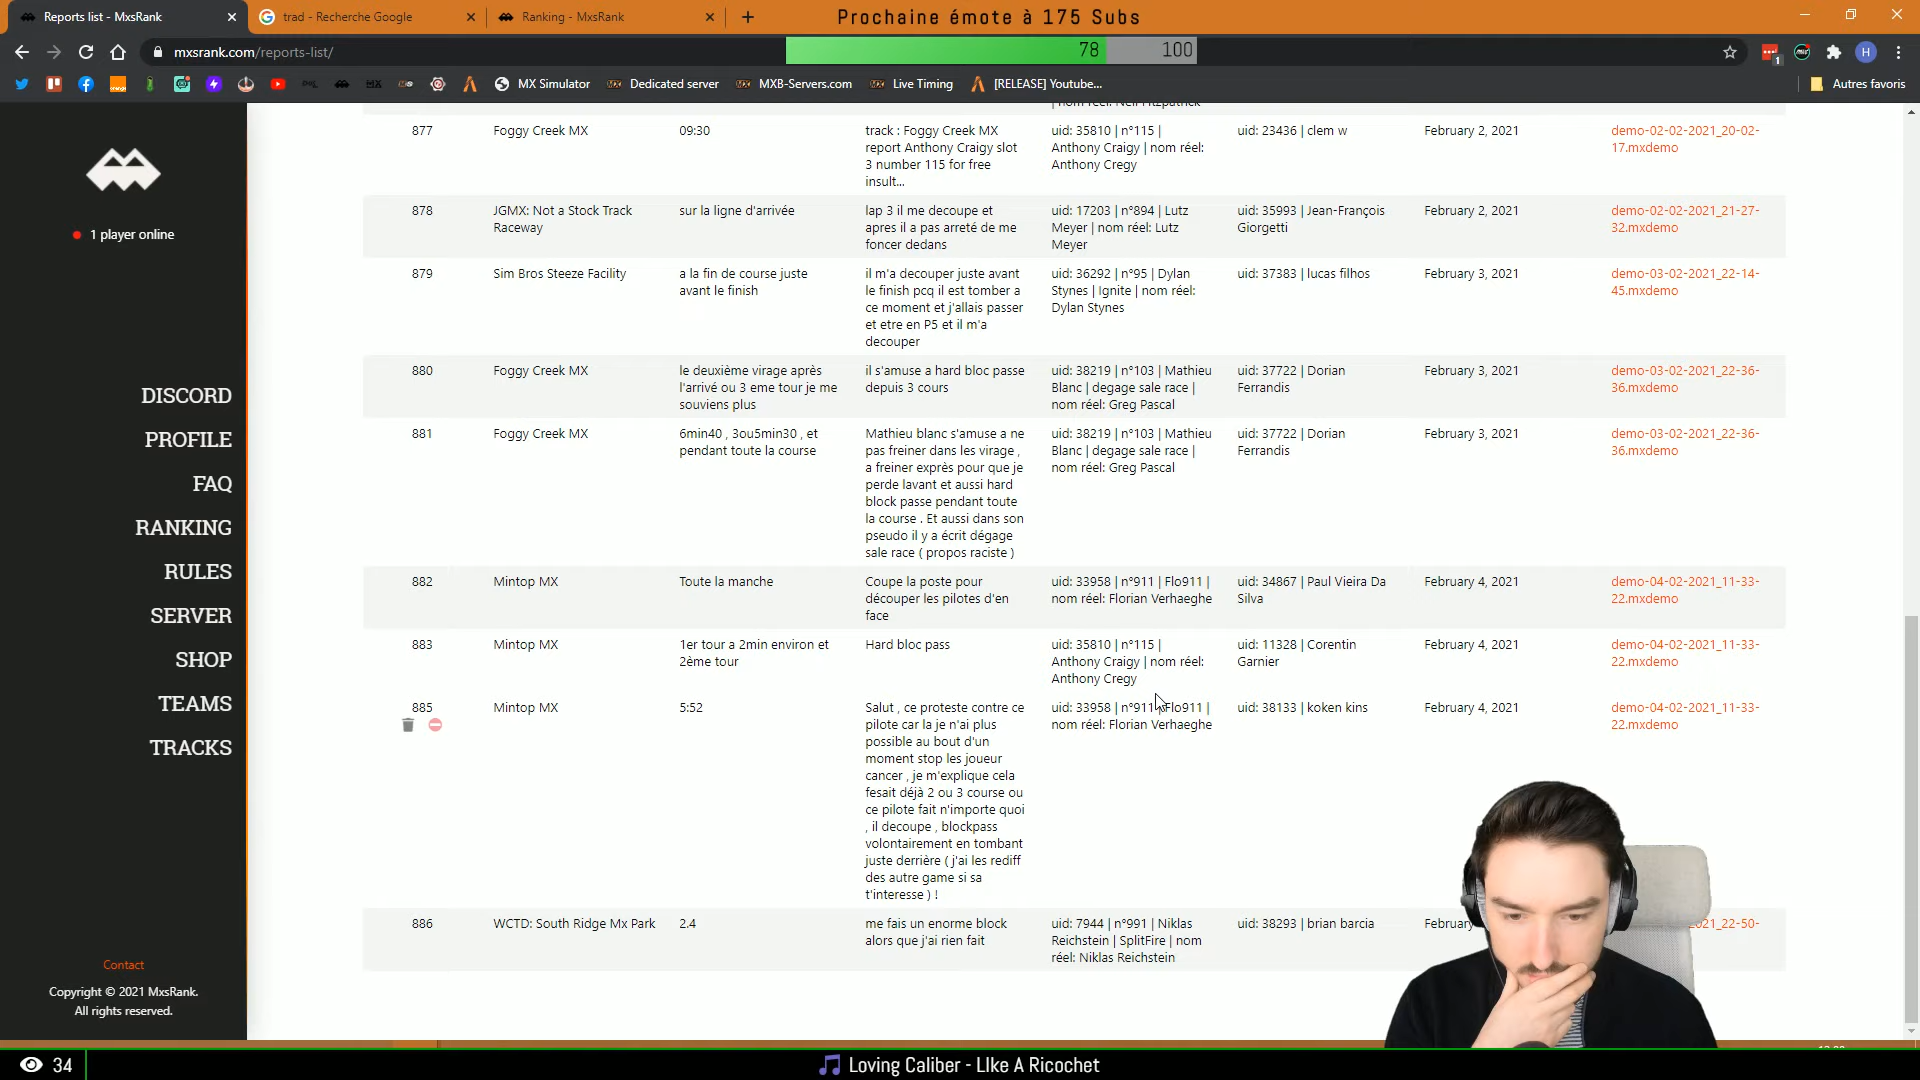 Reports list - MxsRank
trad - Recherche Google
Ranking - MxsRank
Prochaine émote à 175 Subs
mxsrank.com/reports-list/
78
100
MX Simulator
Dedicated server
MXB-Servers.com
Live Timing
[RELEASE] Youtube...
Autres favoris
1 player online
DISCORD
PROFILE
FAQ
RANKING
RULES
SERVER
SHOP
TEAMS
TRACKS
Contact
Copyright © 2021 MxsRank.
All rights reserved.
| nom réel: Neil Fitzpatrick
877
Foggy Creek MX
09:30
track : Foggy Creek MX
report Anthony Craigy slot
3 number 115 for free
insult...
uid: 35810 | n°115 |
Anthony Craigy | nom réel:
Anthony Cregy
uid: 23436 | clem w
February 2, 2021
demo-02-02-2021_20-02-
17.mxdemo
878
JGMX: Not a Stock Track
Raceway
sur la ligne d'arrivée
lap 3 il me decoupe et
apres il a pas arreté de me
foncer dedans
uid: 17203 | n°894 | Lutz
Meyer | nom réel: Lutz
Meyer
uid: 35993 | Jean-François
Giorgetti
February 2, 2021
demo-02-02-2021_21-27-
32.mxdemo
879
Sim Bros Steeze Facility
a la fin de course juste
avant le finish
il m'a decouper juste avant
le finish pcq il est tomber a
ce moment et j'allais passer
et etre en P5 et il m'a
decouper
uid: 36292 | n°95 | Dylan
Stynes | Ignite | nom réel:
Dylan Stynes
uid: 37383 | lucas filhos
February 3, 2021
demo-03-02-2021_22-14-
45.mxdemo
880
Foggy Creek MX
le deuxième virage après
l'arrivé ou 3 eme tour je me
souviens plus
il s'amuse a hard bloc passe
depuis 3 cours
uid: 38219 | n°103 | Mathieu
Blanc | degage sale race |
nom réel: Greg Pascal
uid: 37722 | Dorian
Ferrandis
February 3, 2021
demo-03-02-2021_22-36-
36.mxdemo
881
Foggy Creek MX
6min40 , 3ou5min30 , et
pendant toute la course
Mathieu blanc s'amuse a ne
pas freiner dans les virage ,
a freiner exprès pour que je
perde lavant et aussi hard
block passe pendant toute
la course . Et aussi dans son
pseudo il y a écrit dégage
sale race ( propos raciste )
uid: 38219 | n°103 | Mathieu
Blanc | degage sale race |
nom réel: Greg Pascal
uid: 37722 | Dorian
Ferrandis
February 3, 2021
demo-03-02-2021_22-36-
36.mxdemo
882
Mintop MX
Toute la manche
Coupe la poste pour
découper les pilotes d'en
face
uid: 33958 | n°911 | Flo911 |
nom réel: Florian Verhaeghe
uid: 34867 | Paul Vieira Da
Silva
February 4, 2021
demo-04-02-2021_11-33-
22.mxdemo
883
Mintop MX
1er tour a 2min environ et
2ème tour
Hard bloc pass
uid: 35810 | n°115 |
Anthony Craigy | nom réel:
Anthony Cregy
uid: 11328 | Corentin
Garnier
February 4, 2021
demo-04-02-2021_11-33-
22.mxdemo
885
Mintop MX
5:52
Salut , ce proteste contre ce
pilote car la je n'ai plus
possible au bout d'un
moment stop les joueur
cancer , je m'explique cela
fesait déjà 2 ou 3 course ou
ce pilote fait n'importe quoi
, il decoupe , blockpass
volontairement en tombant
juste derrière ( j'ai les rediff
des autre game si sa
t'interesse ) !
uid: 33958 | n°911 | Flo911 |
nom réel: Florian Verhaeghe
uid: 38133 | koken kins
February 4, 2021
demo-04-02-2021_11-33-
22.mxdemo
886
WCTD: South Ridge Mx Park
2.4
me fais un enorme block
alors que j'ai rien fait
uid: 7944 | n°991 | Niklas
Reichstein | SplitFire | nom
réel: Niklas Reichstein
uid: 38293 | brian barcia
February
2021_22-50-
34
Loving Caliber - LIke A Ricochet